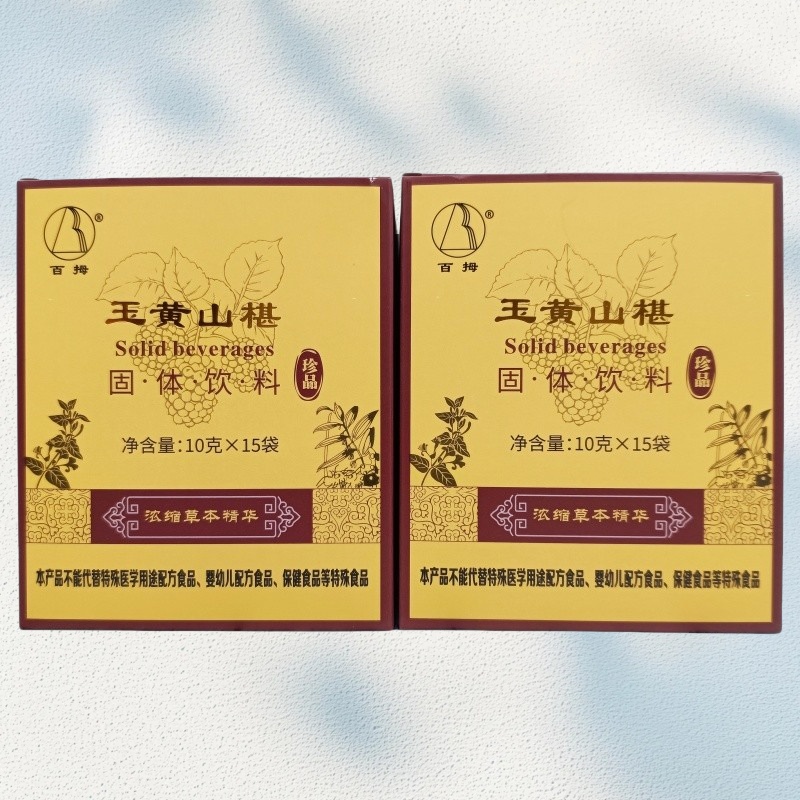 ®
百拇
玉黄山椹
Solid beverages
固·体·饮·料
珍品
净含量:10克×15袋
浓缩草本精华
本产品不能代替特殊医学用途配方食品、婴幼儿配方食品、保健食品等特殊食品
®
百拇
玉黄山椹
Solid beverages
固·体·饮·料
珍品
净含量:10克×15袋
浓缩草本精华
本产品不能代替特殊医学用途配方食品、婴幼儿配方食品、保健食品等特殊食品